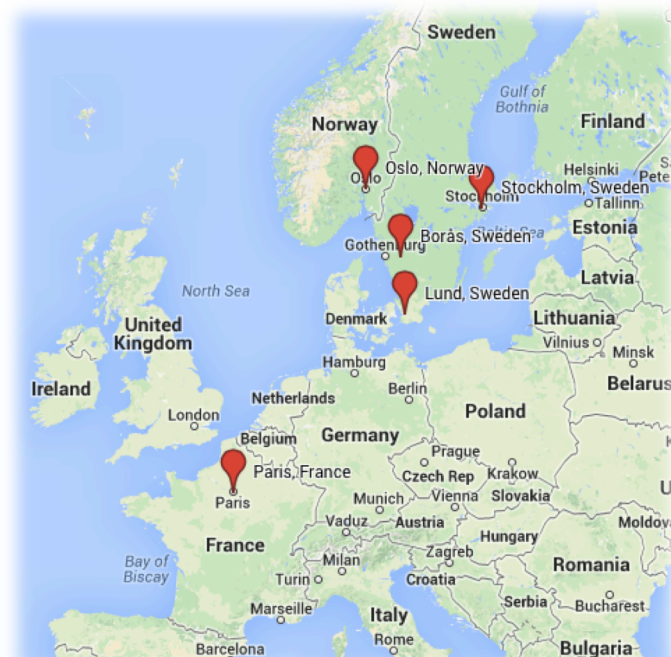 Sweden
Gulf of
Bothnia
Finland
Norway
Oslo, Norway
Oslo
Helsinki
Stockholm, Sweden
Stockholm
Tallinn
Borås, Sweden
Baltic Sea
Estonia
Gothenburg
Latvia
North Sea
Lund, Sweden
Denmark
Lithuania
United
Kingdom
Vilnius
Minsk
Hamburg
Ireland
Berlin
Belarus
Netherlands
Poland
London
Belgium
Germany
Prague
Paris, France
Czech Rep
Krakow
Paris
Munich
Vienna
Slovakia
Vaduz
Austria
Moldov
France
Hungary
Zagreb
Bay of
Biscay
Milan
Romania
Turin
Croatia
Serbia
Bucharest
Marseille
Italy
Rome
Barcelona
Bulgaria